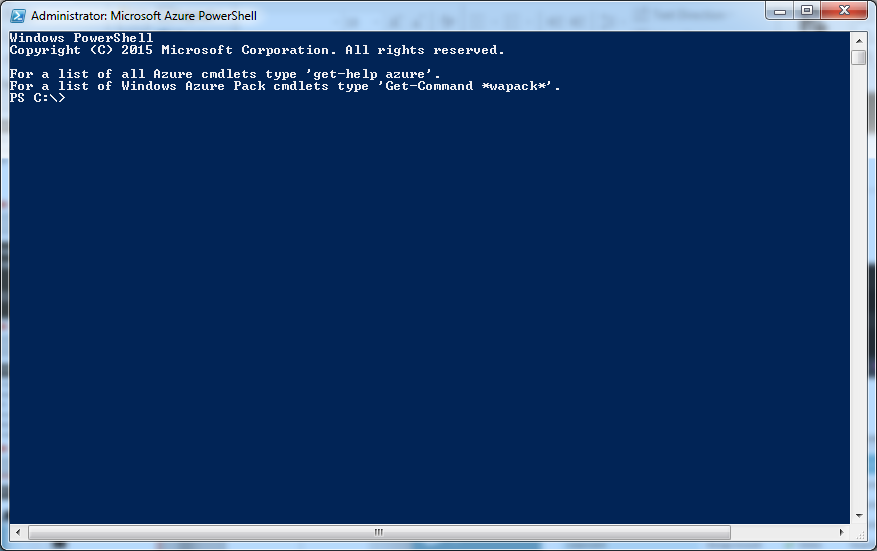 Administrator: Microsoft Azure PowerShell
Windows PowerShell
Copyright (C) 2015 Microsoft Corporation. All rights reserved.
For a list of all Azure cmdlets type 'get-help azure'.
For a list of Windows Azure Pack cmdlets type 'Get-Command *wapack*'.
PS C:\>